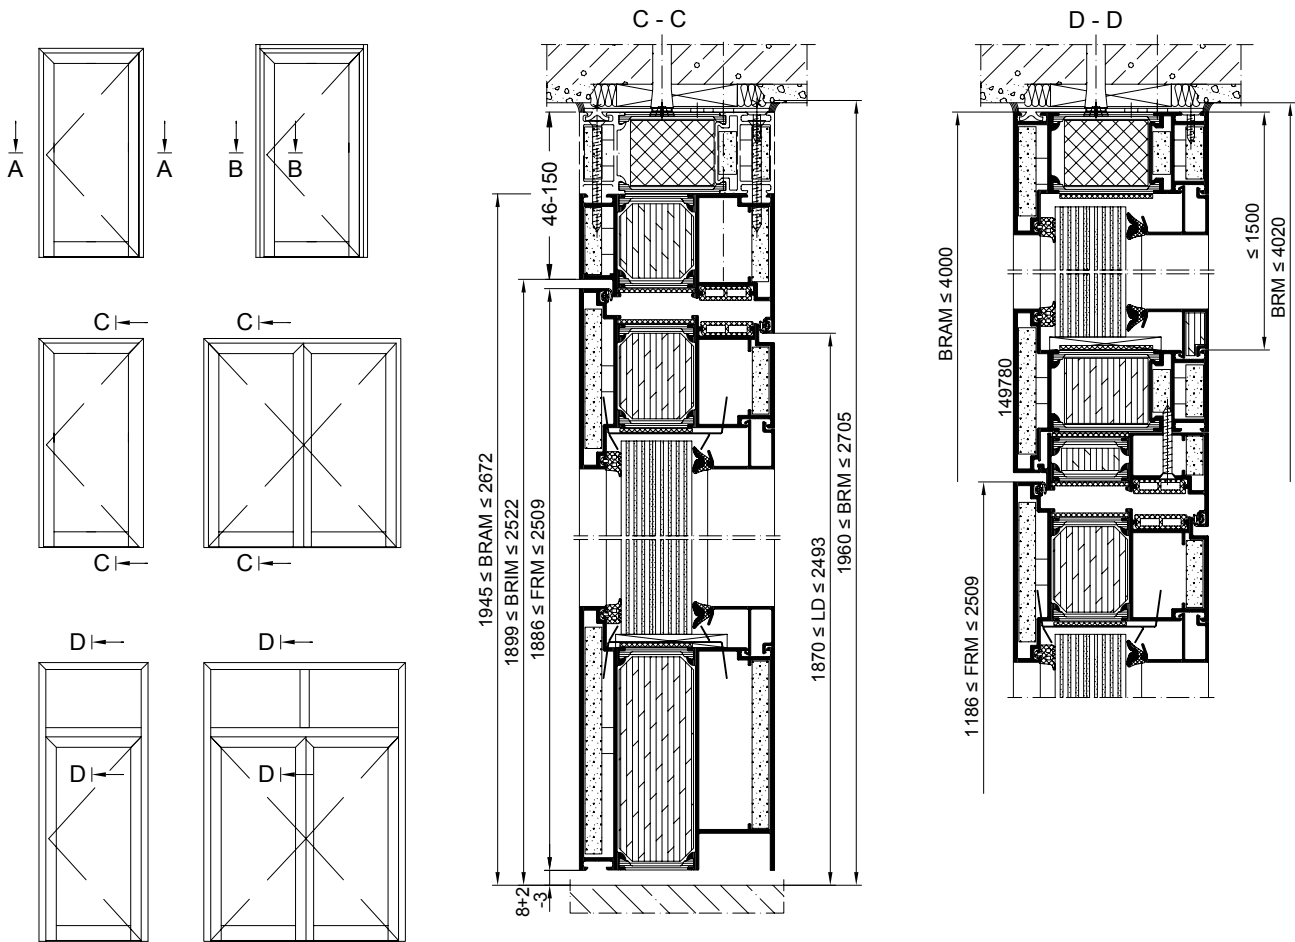 C - C
D - D
A
A
B
B
C
C
C
C
D
D
D
D
46-150
1945 ≤ BRAM ≤ 2672
1899 ≤ BRIM ≤ 2522
1886 ≤ FRM ≤ 2509
8+2
-3
1870 ≤ LD ≤ 2493
1960 ≤ BRM ≤ 2705
BRAM ≤ 4000
149780
1186 ≤ FRM ≤ 2509
≤ 1500
BRM ≤ 4020